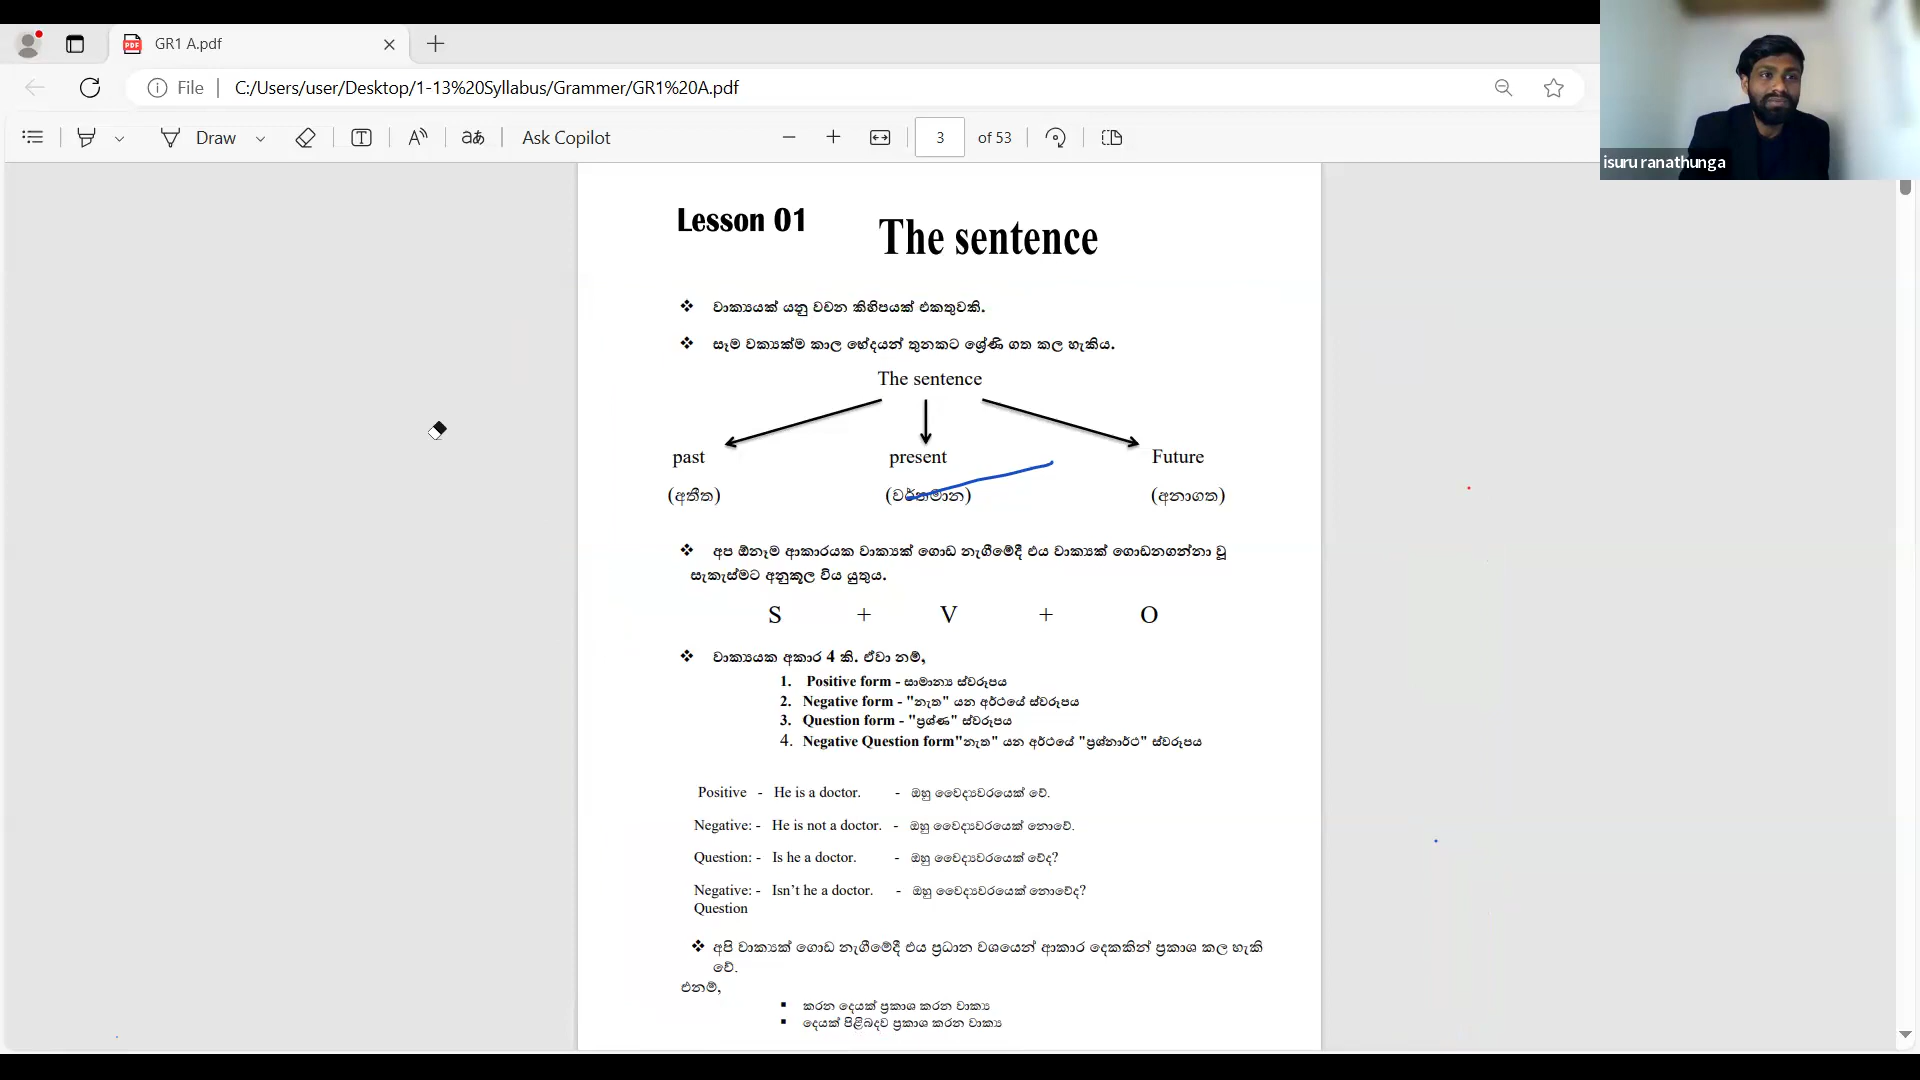 GR1 A.pdf
File C:/Users/user/Desktop/1-13%20Syllabus/Grammer/GR1%20A.pdf
Draw Ask Copilot 3 of 53
isuru ranathunga
Lesson 01 The sentence
❖ වාක්‍යයක් යනු වචන කිහිපයක් එකතුවකි.
❖ සෑම වක්‍යක්ම කාල භේදයන් තුනකට ශ්‍රේණි ගත කල හැකිය.
The sentence
past present Future
(අතීත) (වර්තමාන) (අනාගත)
❖ අප ඕනෑම ආකාරයක වාක්‍යක් ගොඩ නැගීමේදී එය වාක්‍යක් ගොඩනගන්නා වූ
සැකැස්මට අනුකූල විය යුතුය.
S + V + O
❖ වාක්‍යයක අකාර 4 කි. ඒවා නම්,
1. Positive form - සාමාන්‍ය ස්වරූපය
2. Negative form - "නැත" යන අර්ථයේ ස්වරූපය
3. Question form - "ප්‍රශ්ණ" ස්වරූපය
4. Negative Question form"නැත" යන අර්ථයේ "ප්‍රශ්නාර්ථ" ස්වරූපය
Positive - He is a doctor. - ඔහු වෛද්‍යවරයෙක් වේ.
Negative: - He is not a doctor. - ඔහු වෛද්‍යවරයෙක් නොවේ.
Question: - Is he a doctor. - ඔහු වෛද්‍යවරයෙක් වේද?
Negative: - Isn’t he a doctor. - ඔහු වෛද්‍යවරයෙක් නොවේද?
Question
❖ අපි වාක්‍යක් ගොඩ නැගීමේදී එය ප්‍රධාන වශයෙන් ආකාර දෙකකින් ප්‍රකාශ කල හැකි
වේ.
එනම්,
▪ කරන දෙයක් ප්‍රකාශ කරන වාක්‍ය
▪ දෙයක් පිළිබදව ප්‍රකාශ කරන වාක්‍ය